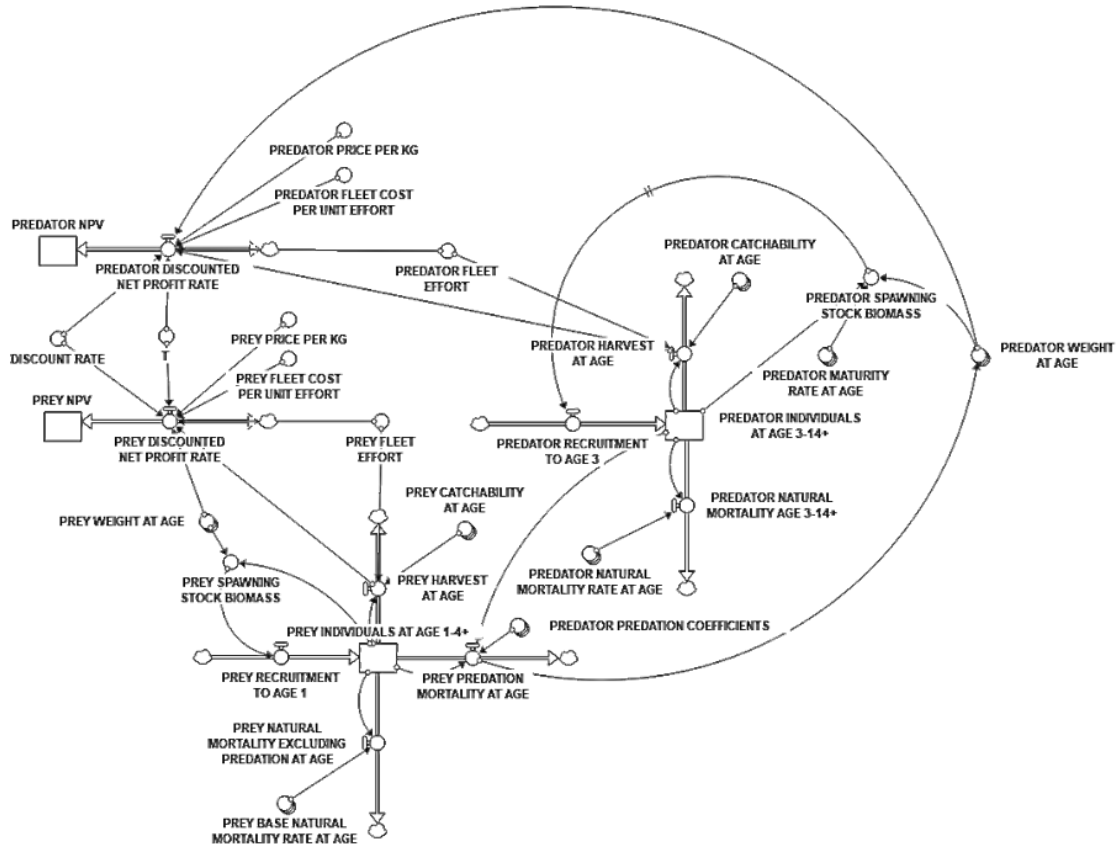 PREDATOR PRICE PER KG
PREDATOR FLEET COST
PER UNIT EFFORT
PREDATOR NPV
PREDATOR DISCOUNTED
NET PROFIT RATE
PREDATOR FLEET
EFFORT
PREDATOR CATCHABILITY
AT AGE
PREDATOR SPAWNING
STOCK BIOMASS
PREDATOR HARVEST
AT AGE
PREDATOR MATURITY
RATE AT AGE
PREDATOR WEIGHT
AT AGE
DISCOUNT RATE
T
PREY PRICE PER KG
PREY FLEET COST
PER UNIT EFFORT
PREY NPV
PREY DISCOUNTED
NET PROFIT RATE
PREY FLEET
EFFORT
PREDATOR RECRUITMENT
TO AGE 3
PREDATOR INDIVIDUALS
AT AGE 3-14+
PREY CATCHABILITY
AT AGE
PREDATOR NATURAL
MORTALITY AGE 3-14+
PREY WEIGHT AT AGE
PREY SPAWNING
STOCK BIOMASS
PREY HARVEST
AT AGE
PREDATOR NATURAL
MORTALITY RATE AT AGE
PREY INDIVIDUALS AT AGE 1-4+
PREDATOR PREDATION COEFFICIENTS
PREY RECRUITMENT
TO AGE 1
PREY PREDATION
MORTALITY AT AGE
PREY NATURAL
MORTALITY EXCLUDING
PREDATION AT AGE
PREY BASE NATURAL
MORTALITY RATE AT AGE